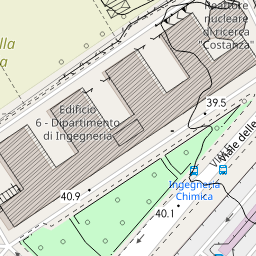 Reattore
nucleare
di ricerca
"Costanza"
lla
a
Edificio
6 - Dipartimento
di Ingegneria
39.5
Viale delle
Ingegneria
Chimica
40.9
40.1